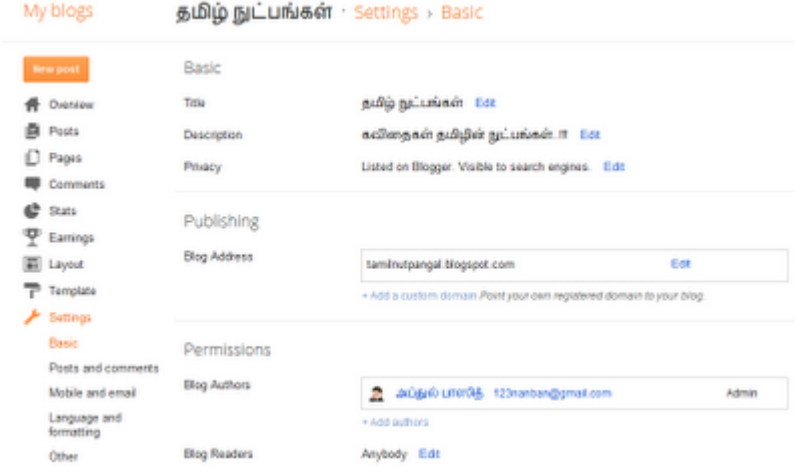 My blogs
தமிழ் நுட்பங்கள் · Settings › Basic
New post
Overview
Posts
Pages
Comments
Stats
Earnings
Layout
Template
Settings
Basic
Posts and comments
Mobile and email
Language and
formatting
Other
Basic
Title தமிழ் நுட்பங்கள் Edit
Description கவிதைகள் தமிழின் நுட்பங்கள் !!! Edit
Privacy Listed on Blogger. Visible to search engines. Edit
Publishing
Blog Address tamilnutpangal.blogspot.com Edit
+ Add a custom domain Point your own registered domain to your blog.
Permissions
Blog Authors அப்துல் பாஸித் 123nanban@gmail.com Admin
+ Add authors
Blog Readers Anybody Edit